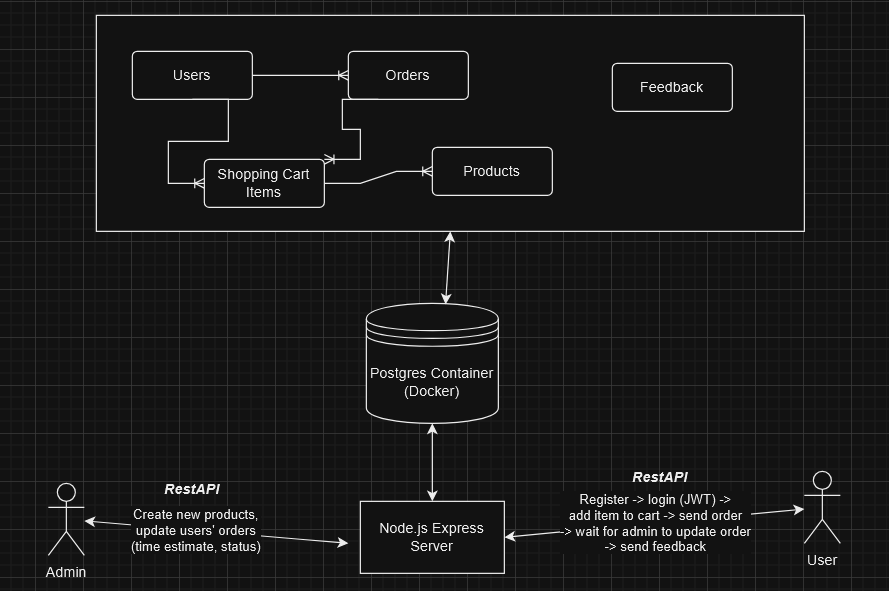 Users
Orders
Feedback
Shopping Cart
Items
Products
Postgres Container
(Docker)
RestAPI
Create new products,
update users' orders
(time estimate, status)
Admin
Node.js Express
Server
RestAPI
Register -> login (JWT) ->
add item to cart -> send order
-> wait for admin to update order
-> send feedback
User